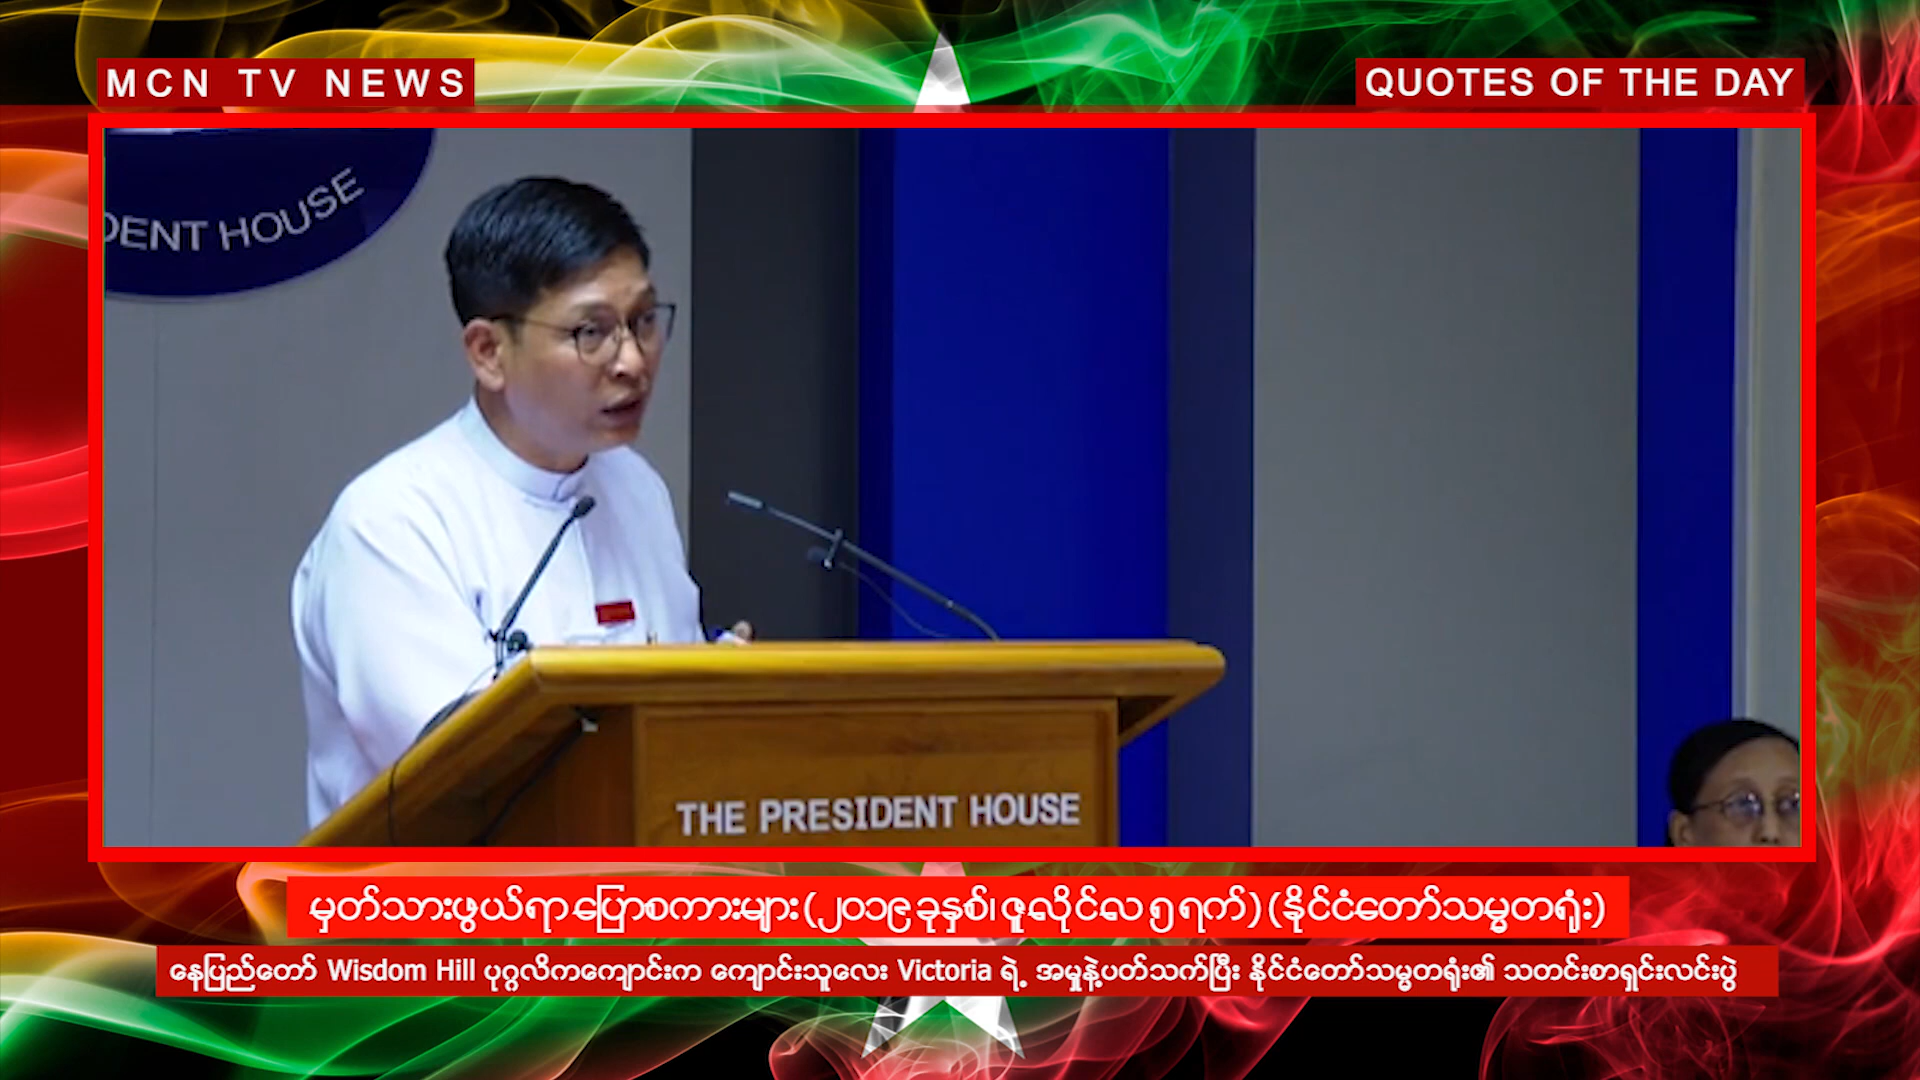 MCN TV NEWS
QUOTES OF THE DAY
DENT HOUSE
THE PRESIDENT HOUSE
မှတ်သားဖွယ်ရာ ပြောစကားများ (၂၀၁၉ ခုနှစ်၊ ဇူလိုင်လ ၅ ရက်) (နိုင်ငံတော်သမ္မတရုံး)
နေပြည်တော် Wisdom Hill ပုဂ္ဂလိကကျောင်းက ကျောင်းသူလေး Victoria ရဲ့ အမှုနဲ့ပတ်သက်ပြီး နိုင်ငံတော်သမ္မတရုံး၏ သတင်းစာရှင်းလင်းပွဲ